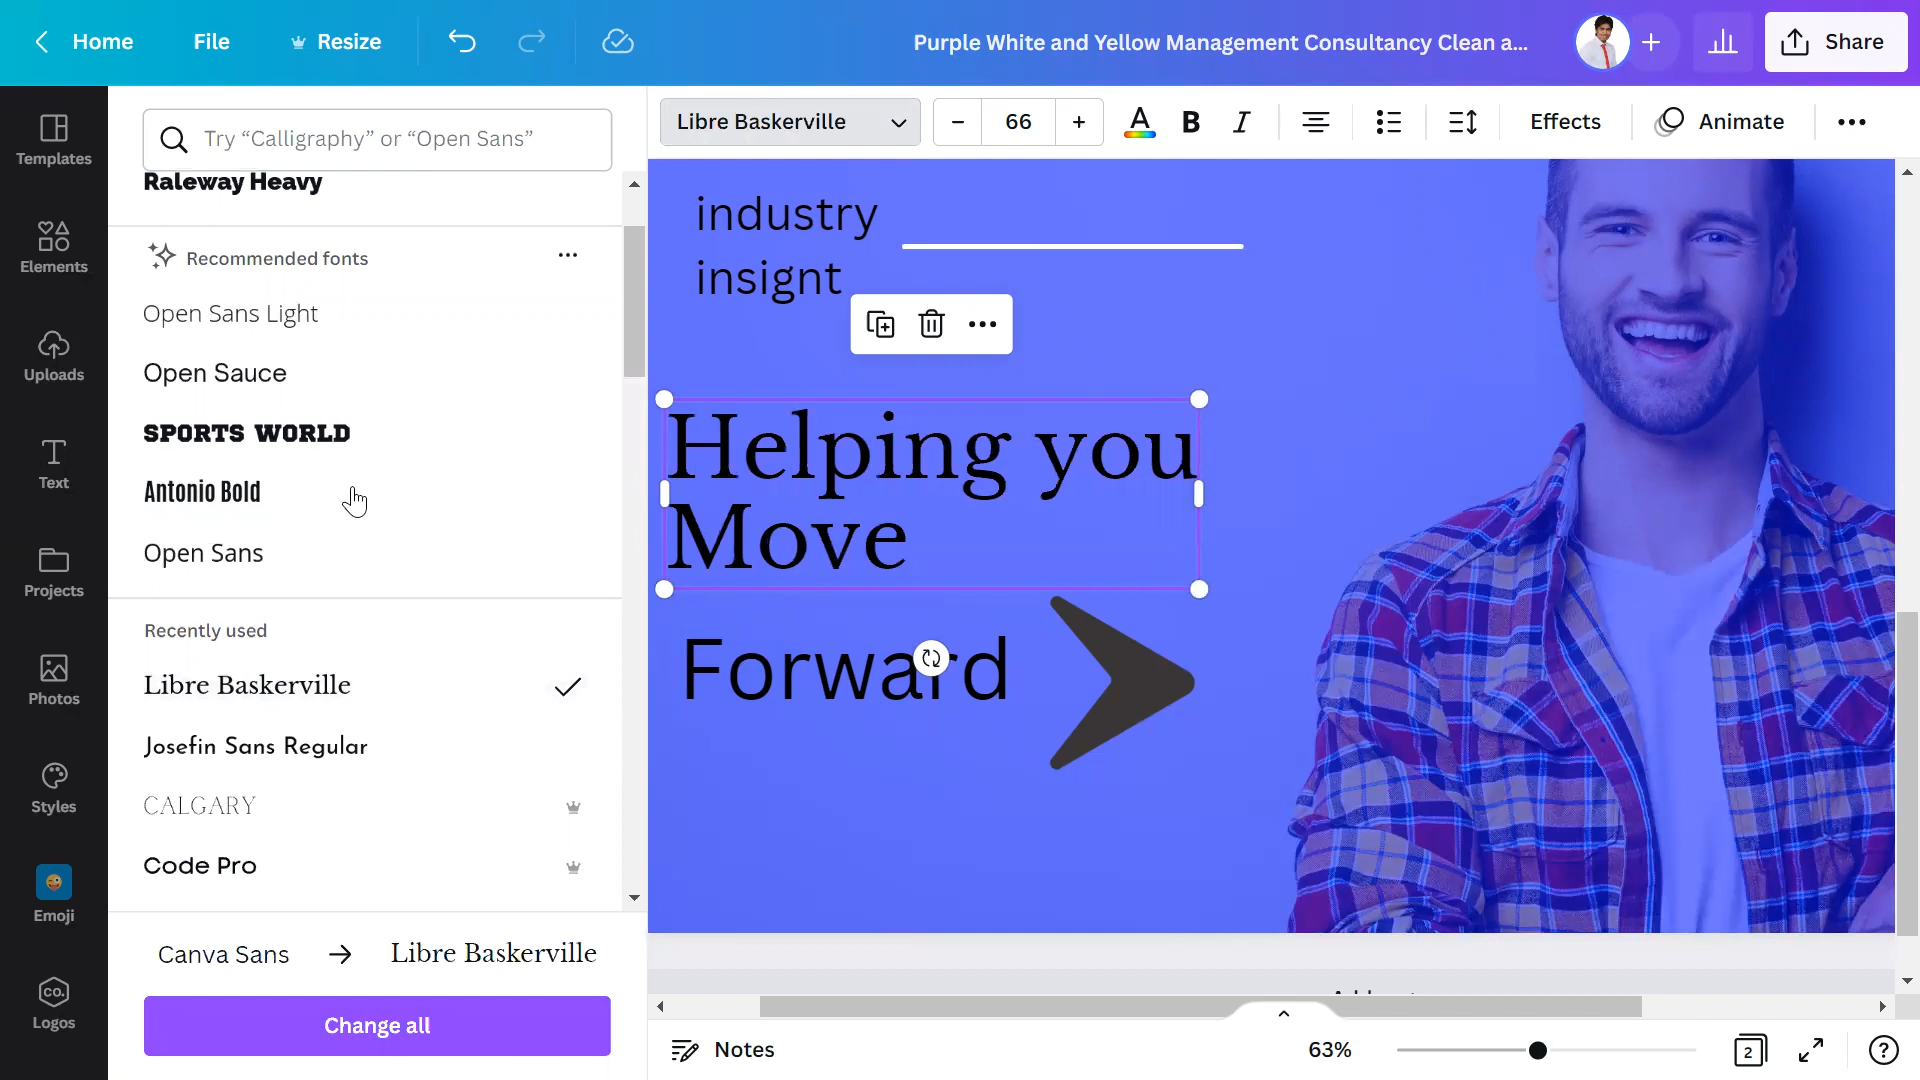 Home
File
Resize
Purple White and Yellow Management Consultancy Clean a...
Share
Templates
Elements
Uploads
Text
Projects
Photos
Styles
Emoji
CO.
Logos
Try “Calligraphy” or “Open Sans”
Raleway Heavy
Recommended fonts
Open Sans Light
Open Sauce
SPORTS WORLD
Antonio Bold
Open Sans
Recently used
Libre Baskerville
Josefin Sans Regular
CALGARY
Code Pro
Canva Sans → Libre Baskerville
Change all
Libre Baskerville
– 66 +
A B I
Effects
Animate
industry
insignt
Helping you
Move
Forward
Notes
63%
2
?